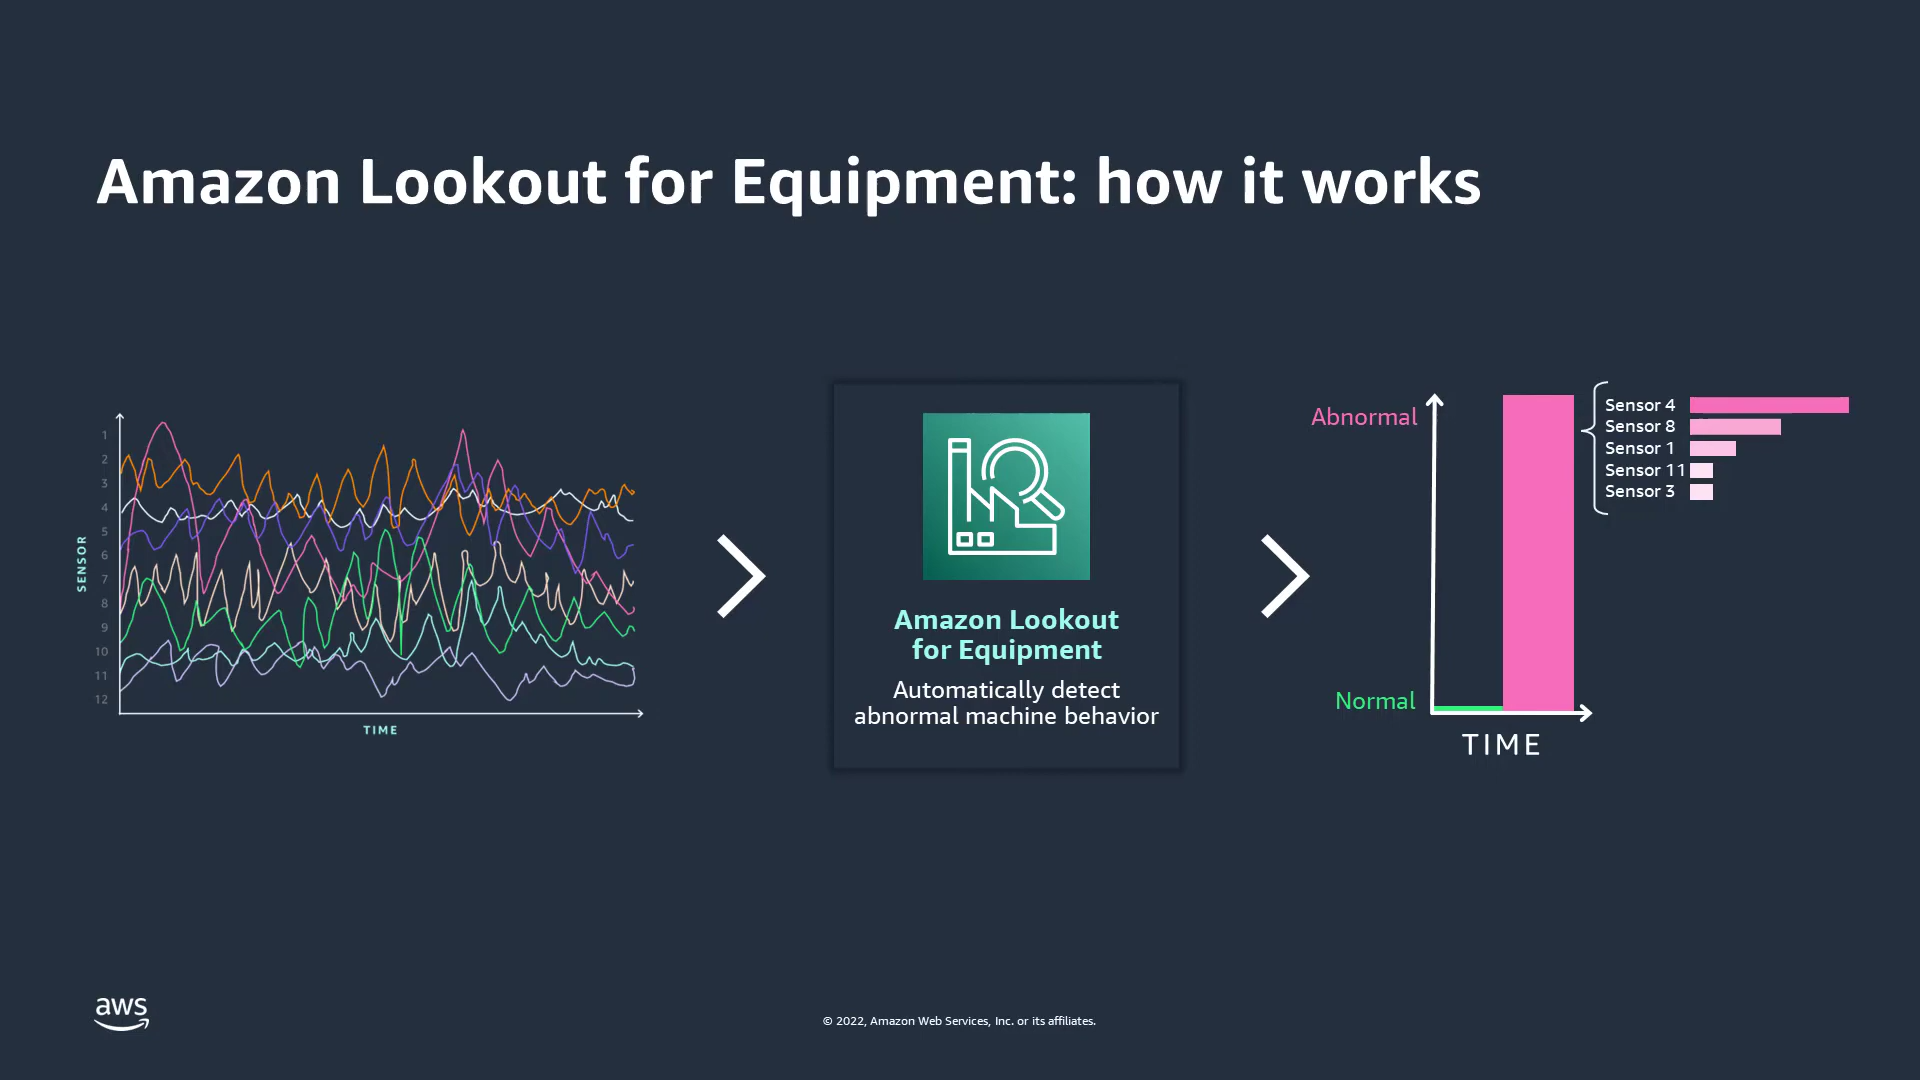 Amazon Lookout for Equipment: how it works
SENSOR
1
2
3
4
5
6
7
8
9
10
11
12
TIME
Amazon Lookout
for Equipment
Automatically detect
abnormal machine behavior
Abnormal
Normal
TIME
Sensor 4
Sensor 8
Sensor 1
Sensor 11
Sensor 3
aws
© 2022, Amazon Web Services, Inc. or its affiliates.